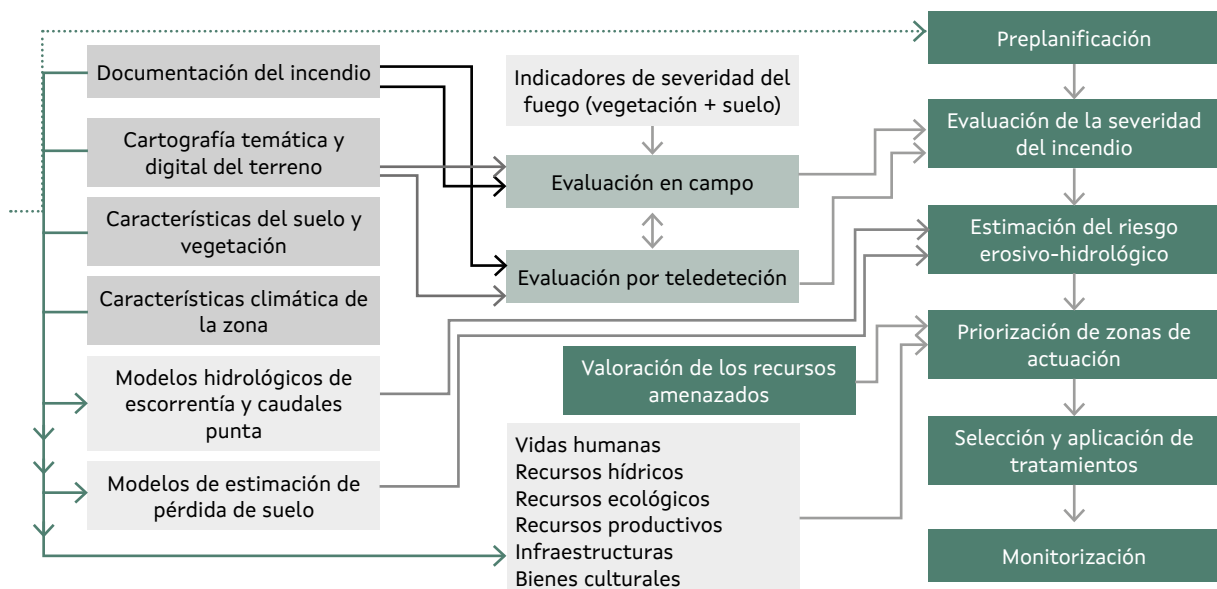 Documentación del incendio
Cartografía temática y
digital del terreno
Características del suelo y
vegetación
Características climática de
la zona
Modelos hidrológicos de
escorrentía y caudales
punta
Modelos de estimación de
pérdida de suelo
Indicadores de severidad del
fuego (vegetación + suelo)
Evaluación en campo
Evaluación por teledeteción
Valoración de los recursos
amenazados
Vidas humanas
Recursos hídricos
Recursos ecológicos
Recursos productivos
Infraestructuras
Bienes culturales
Preplanificación
Evaluación de la severidad
del incendio
Estimación del riesgo
erosivo-hidrológico
Priorización de zonas de
actuación
Selección y aplicación de
tratamientos
Monitorización